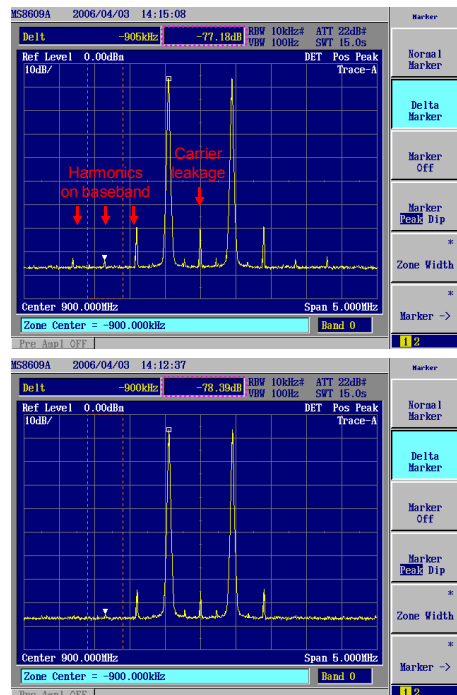 MS8609A 2006/04/03 14:15:08
Marker
Delt -905kHz -77.18dB RBW 10kHz# ATT 22dB#
VBW 100Hz SWT 15.0s
Ref Level 0.00dBm DET Pos Peak
10dB/ Trace-A
Normal
Marker
Delta
Marker
Carrier
leakage
Harmonics
on baseband
Marker
Off
Marker
Peak Dip
*
Zone Width
*
Marker ->
Center 900.000MHz Span 5.000MHz
Zone Center = -900.000kHz Band 0
Pre Ampl OFF
1 2
MS8609A 2006/04/03 14:12:37
Marker
Delt -900kHz -78.39dB RBW 10kHz# ATT 22dB#
VBW 100Hz SWT 15.0s
Ref Level 0.00dBm DET Pos Peak
10dB/ Trace-A
Normal
Marker
Delta
Marker
Marker
Off
Marker
Peak Dip
*
Zone Width
*
Marker ->
Center 900.000MHz Span 5.000MHz
Zone Center = -900.000kHz Band 0
Pre Ampl OFF
1 2